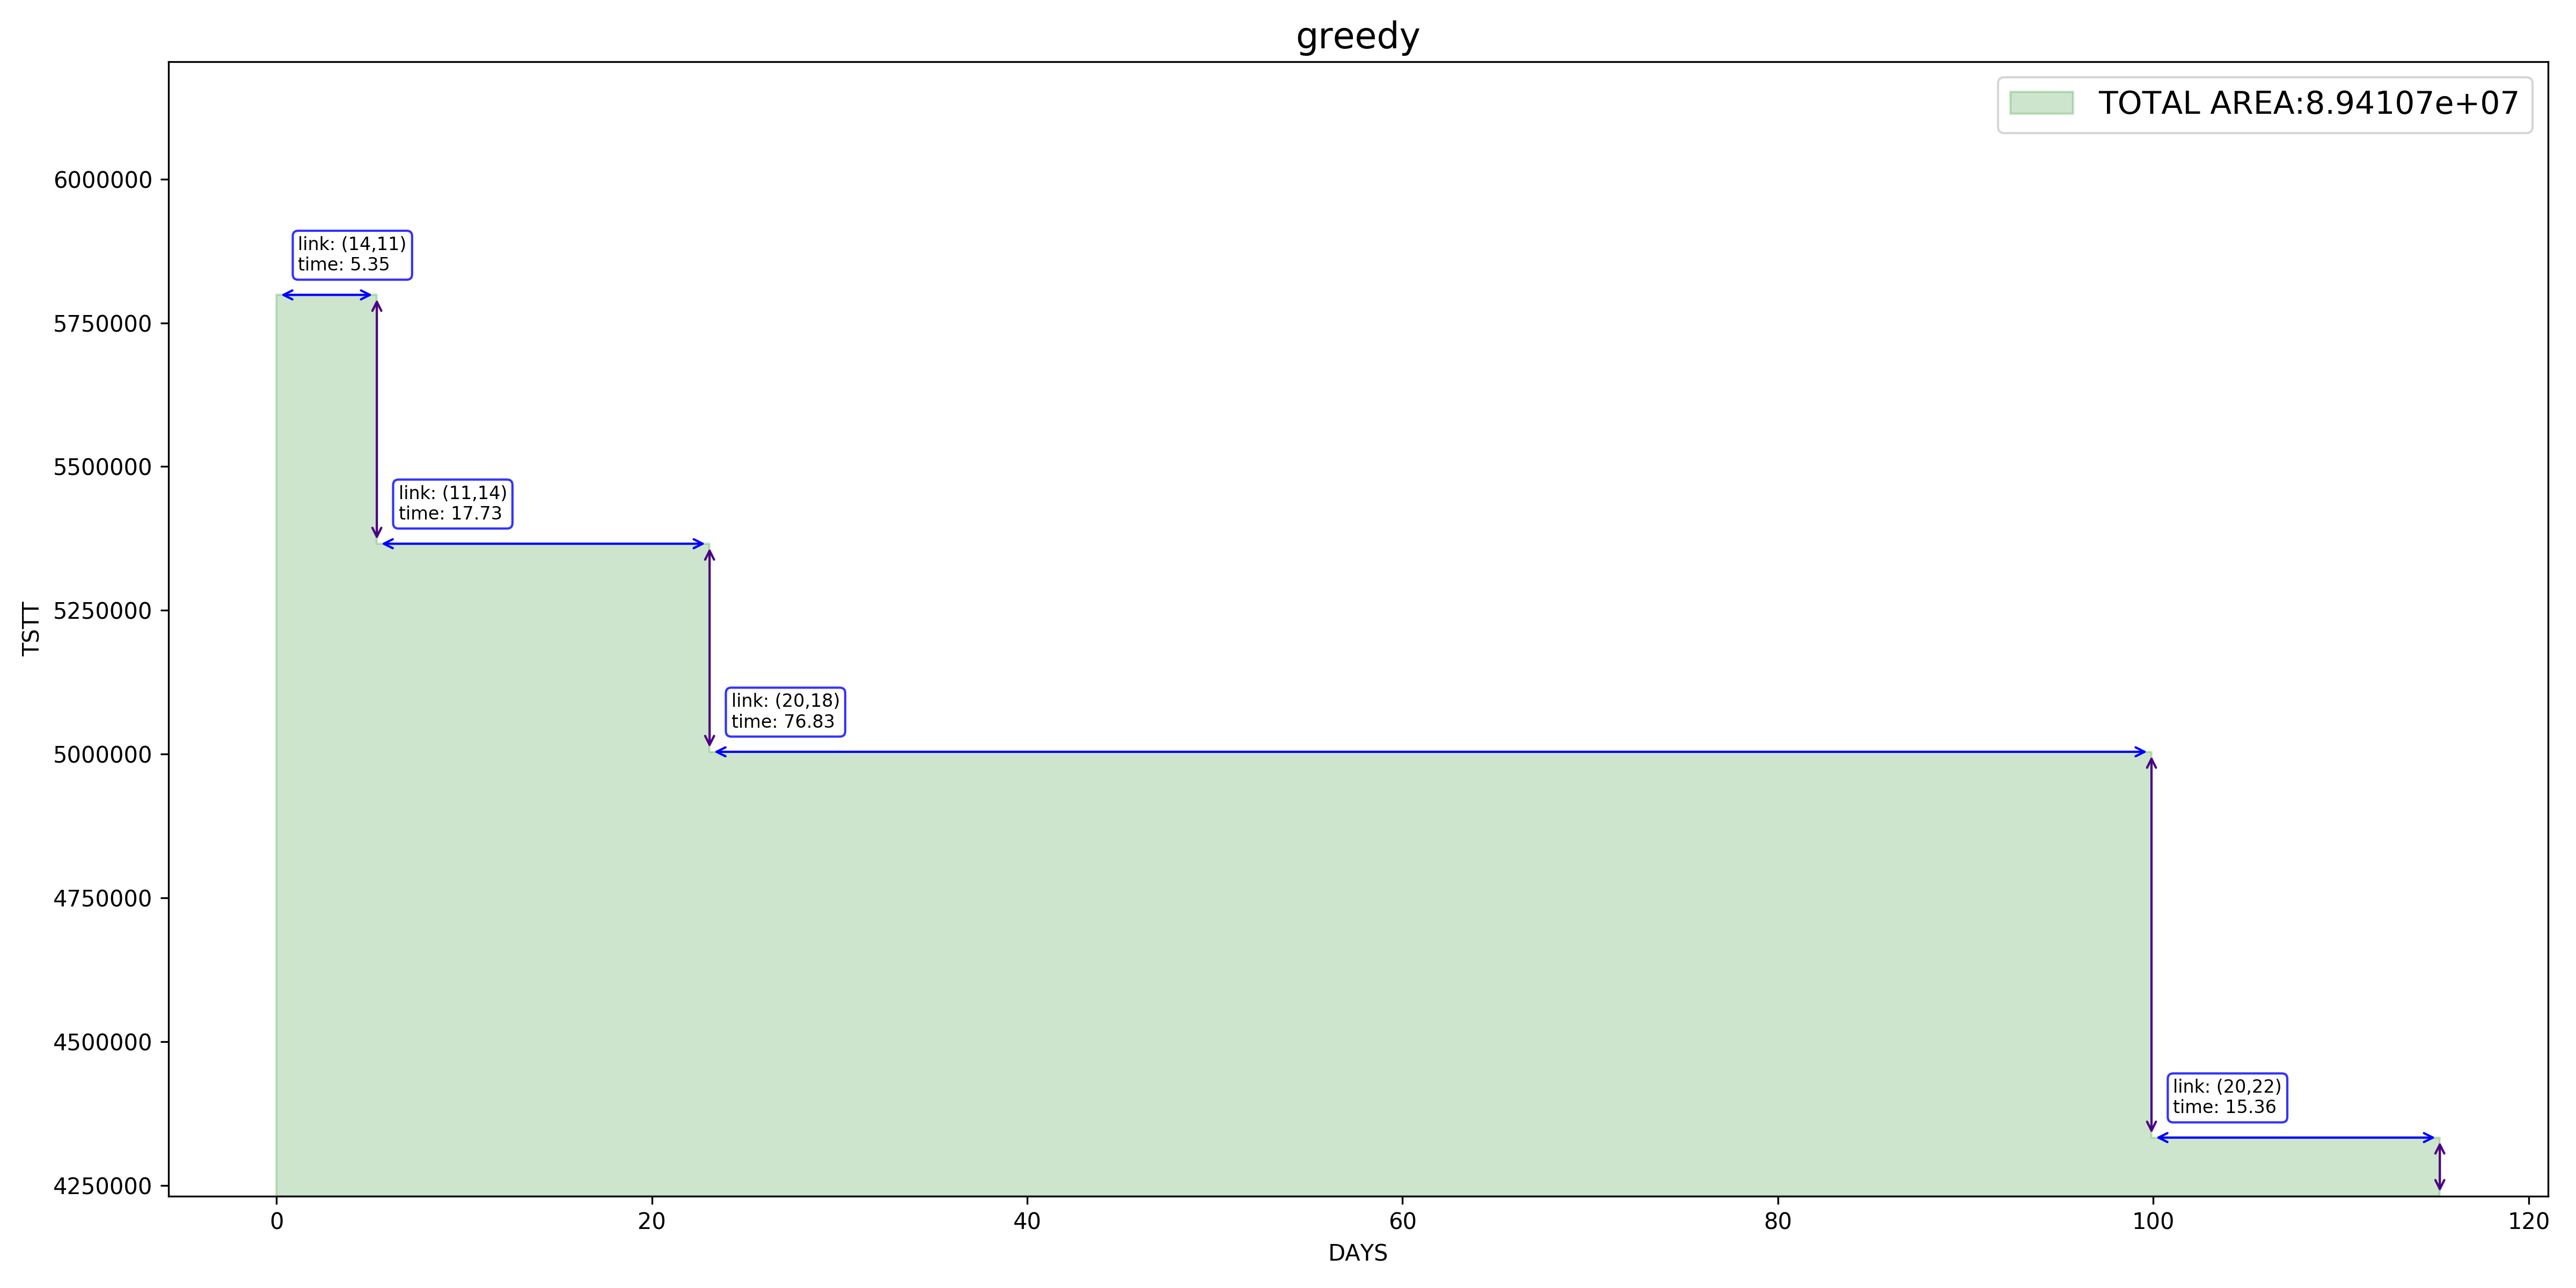 greedy
TOTAL AREA:8.94107e+07
TSTT
6000000
5750000
5500000
5250000
5000000
4750000
4500000
4250000
link: (14,11)
time: 5.35
link: (11,14)
time: 17.73
link: (20,18)
time: 76.83
link: (20,22)
time: 15.36
0
20
40
60
80
100
120
DAYS